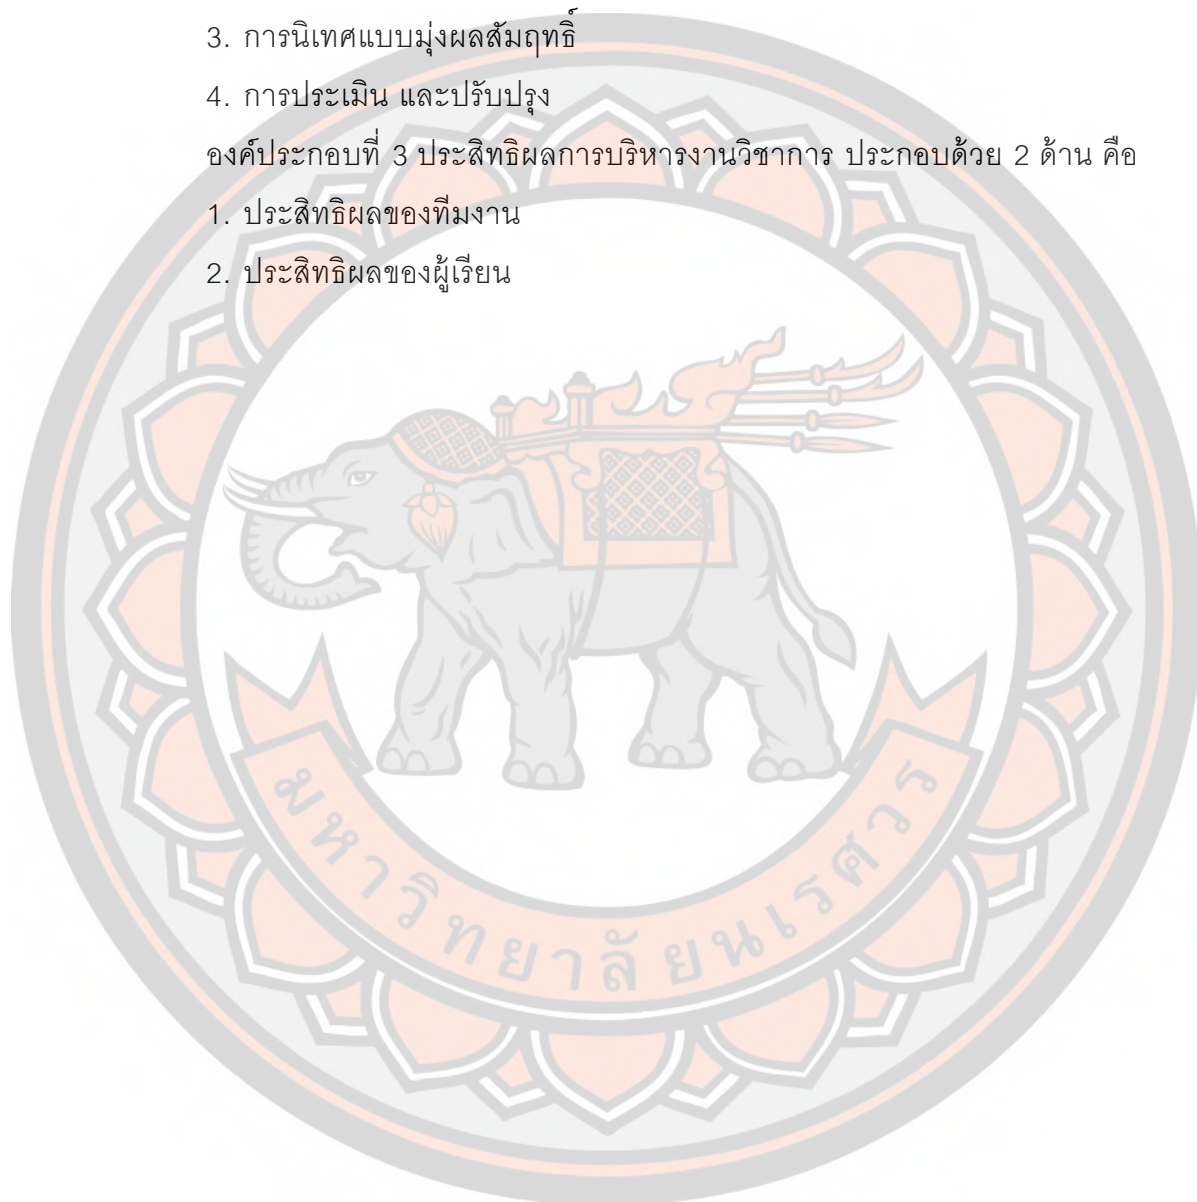 3. การนิเทศแบบมุ่งผลสัมฤทธิ์
4. การประเมิน และปรับปรุง
องค์ประกอบที่ 3 ประสิทธิผลการบริหารงานวิชาการ ประกอบด้วย 2 ด้าน คือ
1. ประสิทธิผลของทีมงาน
2. ประสิทธิผลของผู้เรียน
มหาวิทยาลัยนเรศวร